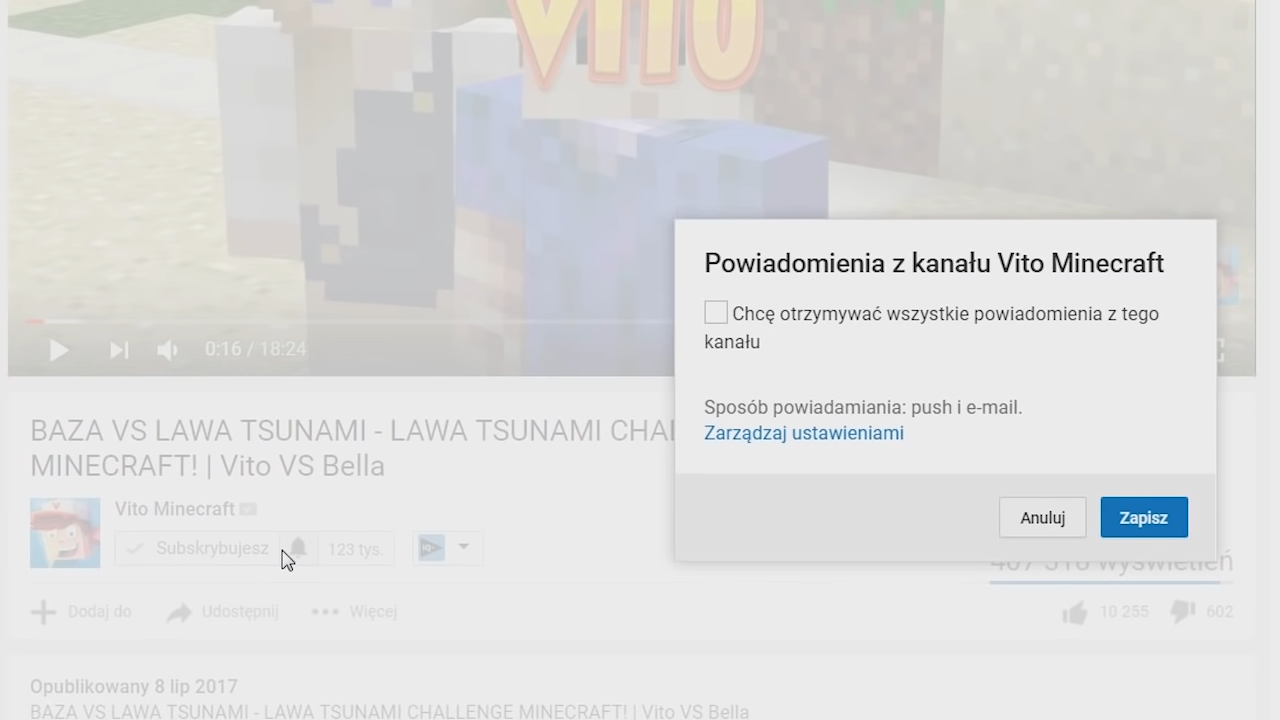 VITO
Powiadomienia z kanału Vito Minecraft
Chcę otrzymywać wszystkie powiadomienia z tego
kanału
0:16 / 18:24
Sposób powiadamiania: push i e-mail.
Zarządzaj ustawieniami
BAZA VS LAWA TSUNAMI - LAWA TSUNAMI
MINECRAFT! | Vito VS Bella
Vito Minecraft
Anuluj
Zapisz
Subskrybujesz
123 tys.
wyświetleń
Dodaj do
Udostępnij
Więcej
10 255
602
Opublikowany 8 lip 2017
BAZA VS LAWA TSUNAMI - LAWA TSUNAMI CHALLENGE MINECRAFT! | Vito VS Bella